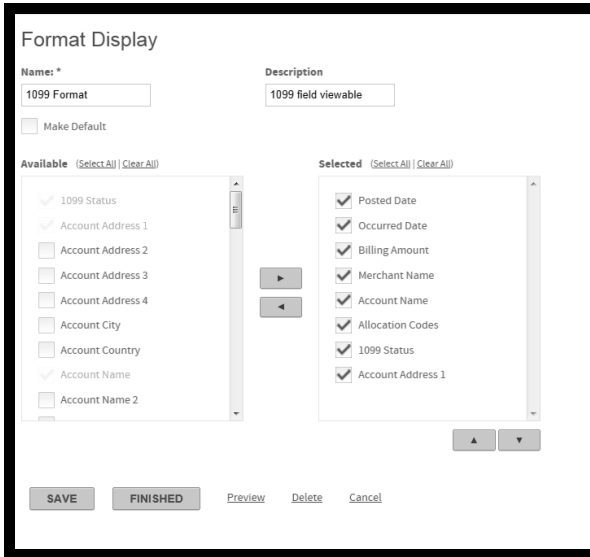 Format Display
Name: * Description
1099 Format 1099 field viewable
Make Default
Available (Select All | Clear All) Selected (Select All | Clear All)
1099 Status Posted Date
Account Address 1 Occurred Date
Account Address 2 Billing Amount
Account Address 3 Merchant Name
Account Address 4 Account Name
Account City Allocation Codes
Account Country 1099 Status
Account Name Account Address 1
Account Name 2
SAVE FINISHED Preview Delete Cancel